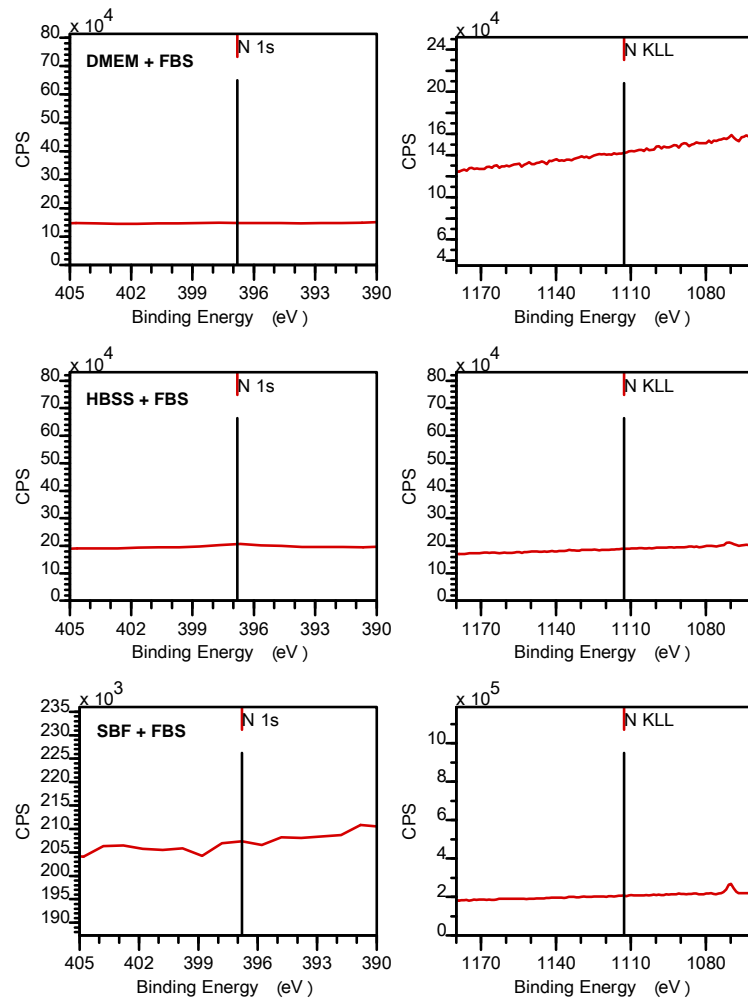 x 10^4
N 1s
DMEM + FBS
CPS
80
70
60
50
40
30
20
10
0
405 402 399 396 393 390
Binding Energy (eV )
x 10^4
N KLL
CPS
24
20
16
14
10
8
6
4
1170 1140 1110 1080
Binding Energy (eV )
x 10^4
N 1s
HBSS + FBS
CPS
80
70
60
50
40
30
20
10
0
405 402 399 396 393 390
Binding Energy (eV )
x 10^4
N KLL
CPS
80
70
60
50
40
30
20
10
0
1170 1140 1110 1080
Binding Energy (eV )
x 10^3
N 1s
SBF + FBS
CPS
235
230
225
220
215
210
205
200
195
190
405 402 399 396 393 390
Binding Energy (eV )
x 10^5
N KLL
CPS
10
8
6
4
2
0
1170 1140 1110 1080
Binding Energy (eV )